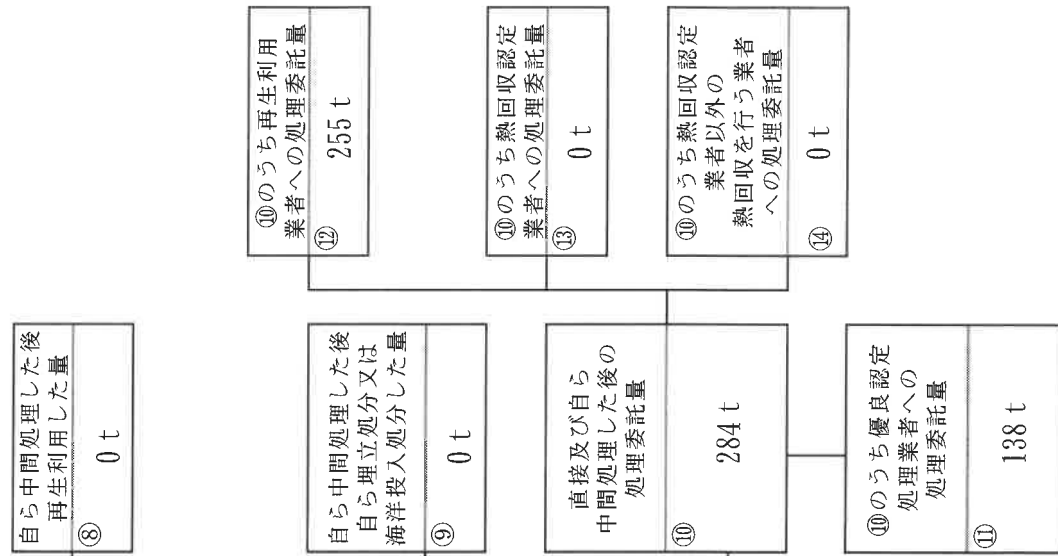 自ら中間処理した後
再生利用した量
⑧
0 t
自ら中間処理した後
自ら埋立処分又は
海洋投入処分した量
⑨
0 t
直接及び自ら
中間処理した後の
処理委託量
⑩
284 t
⑩のうち優良認定
処理業者への
処理委託量
⑪
138 t
⑩のうち再生利用
業者への処理委託量
⑫
255 t
⑩のうち熱回収認定
業者への処理委託量
⑬
0 t
⑩のうち熱回収認定
業者以外の
熱回収を行う業者
への処理委託量
⑭
0 t